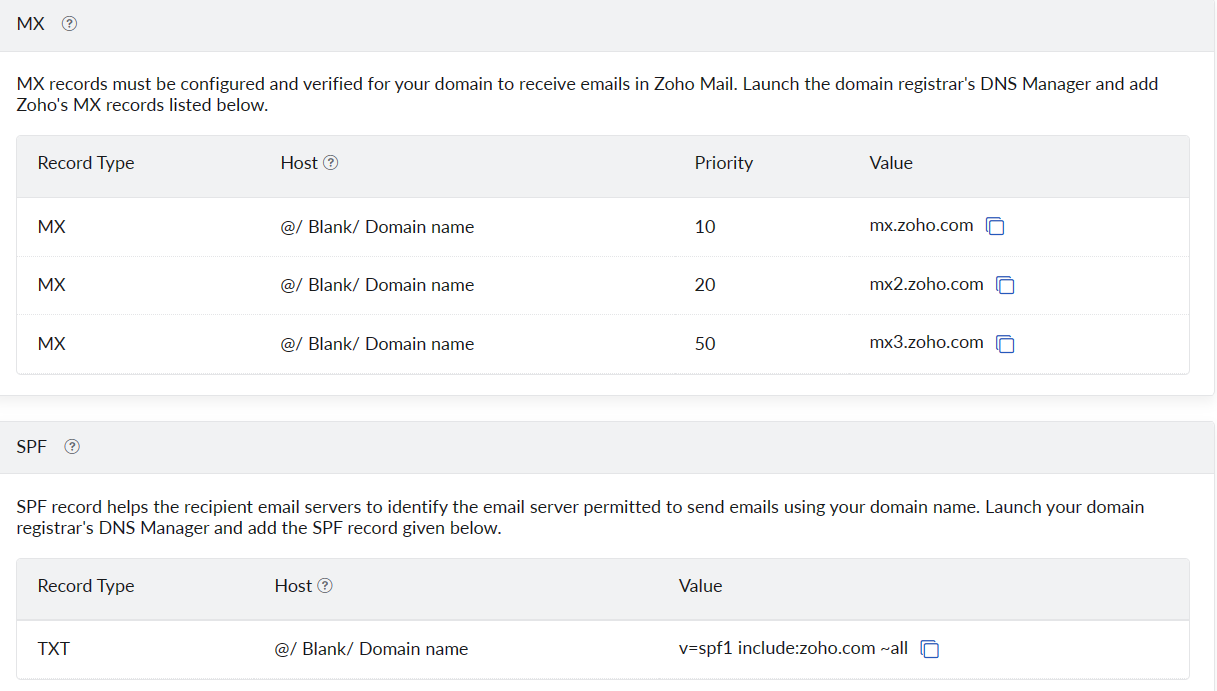 MX
MX records must be configured and verified for your domain to receive emails in Zoho Mail. Launch the domain registrar's DNS Manager and add
Zoho's MX records listed below.
Record Type Host Priority Value
MX @/ Blank/ Domain name 10 mx.zoho.com
MX @/ Blank/ Domain name 20 mx2.zoho.com
MX @/ Blank/ Domain name 50 mx3.zoho.com
SPF
SPF record helps the recipient email servers to identify the email server permitted to send emails using your domain name. Launch your domain
registrar's DNS Manager and add the SPF record given below.
Record Type Host Value
TXT @/ Blank/ Domain name v=spf1 include:zoho.com ~all